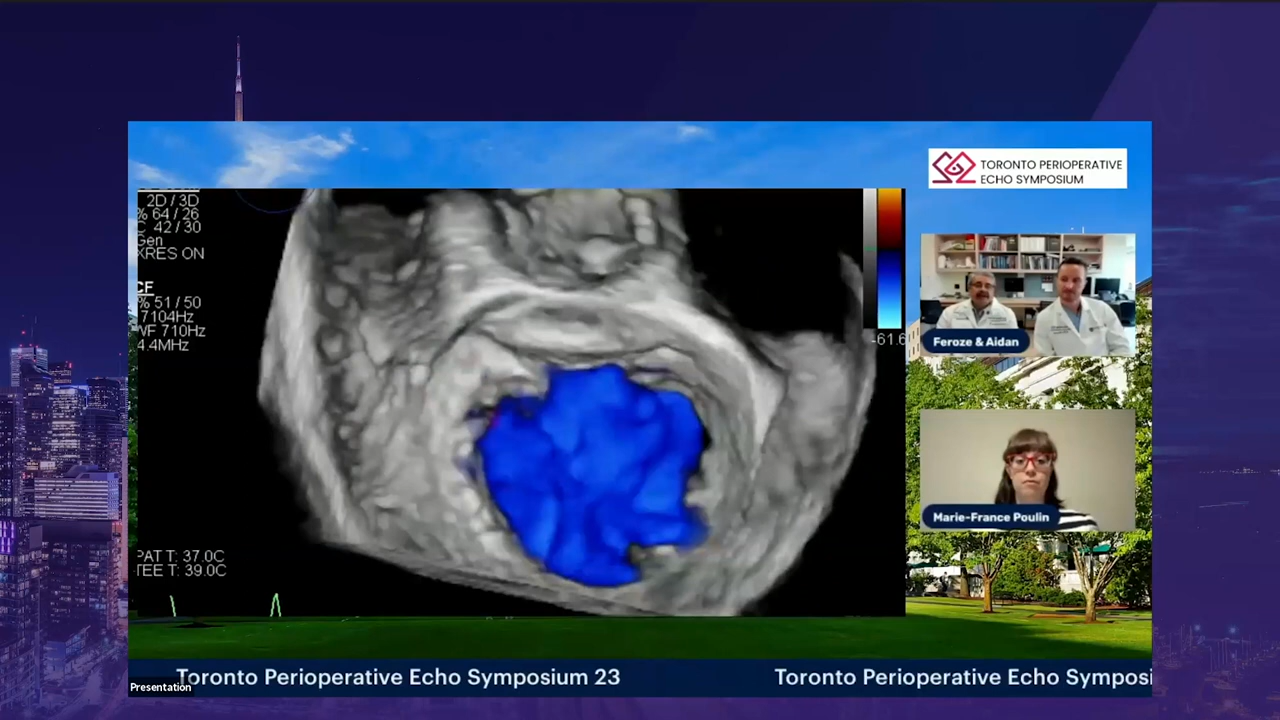 TORONTO PERIOPERATIVE
ECHO SYMPOSIUM
2D / 3D
% 64 / 26
C 42 / 30
Gen
XRES ON
CF
% 51 / 50
7104Hz
WF 710Hz
4.4MHz
-61.6
PAT T: 37.0C
TEE T: 39.0C
Feroze & Aidan
Marie-France Poulin
Toronto Perioperative Echo Symposium 23
Toronto Perioperative Echo Symposi
Presentation